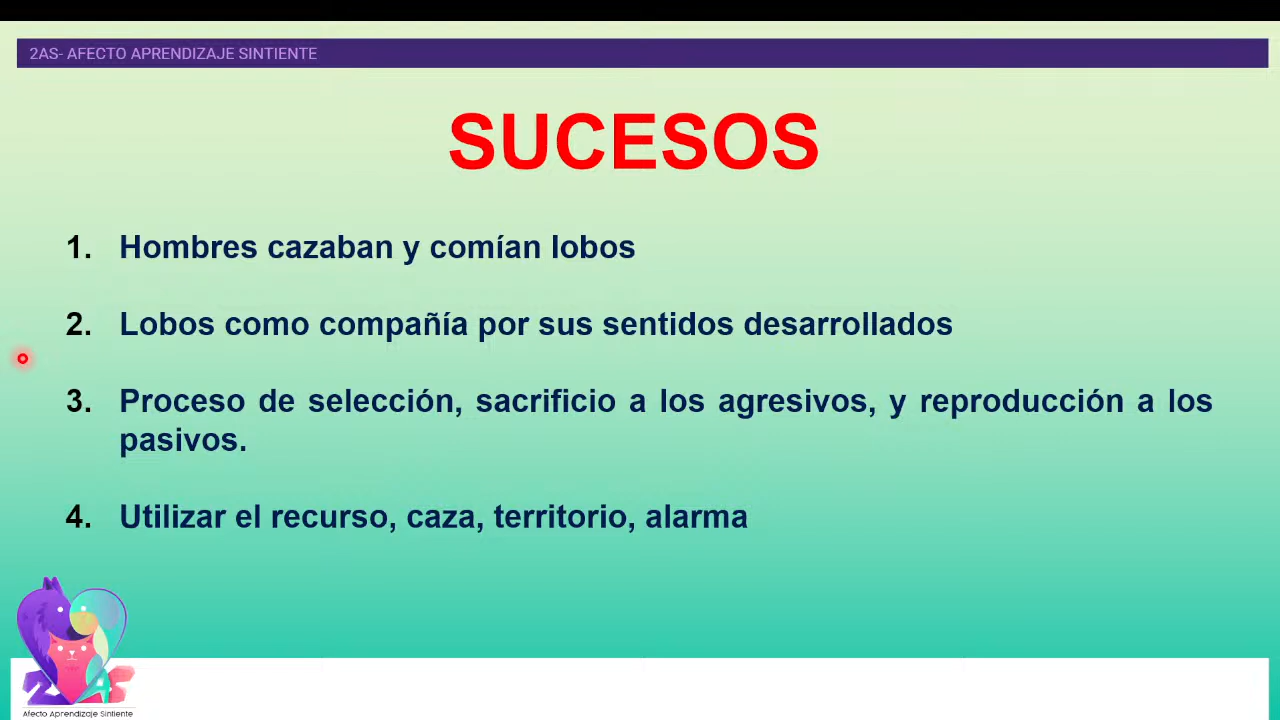 2AS- AFECTO APRENDIZAJE SINTIENTE
SUCESOS
1. Hombres cazaban y comían lobos
2. Lobos como compañía por sus sentidos desarrollados
3. Proceso de selección, sacrificio a los agresivos, y reproducción a los
pasivos.
4. Utilizar el recurso, caza, territorio, alarma
2AS
Afecto Aprendizaje Sintiente